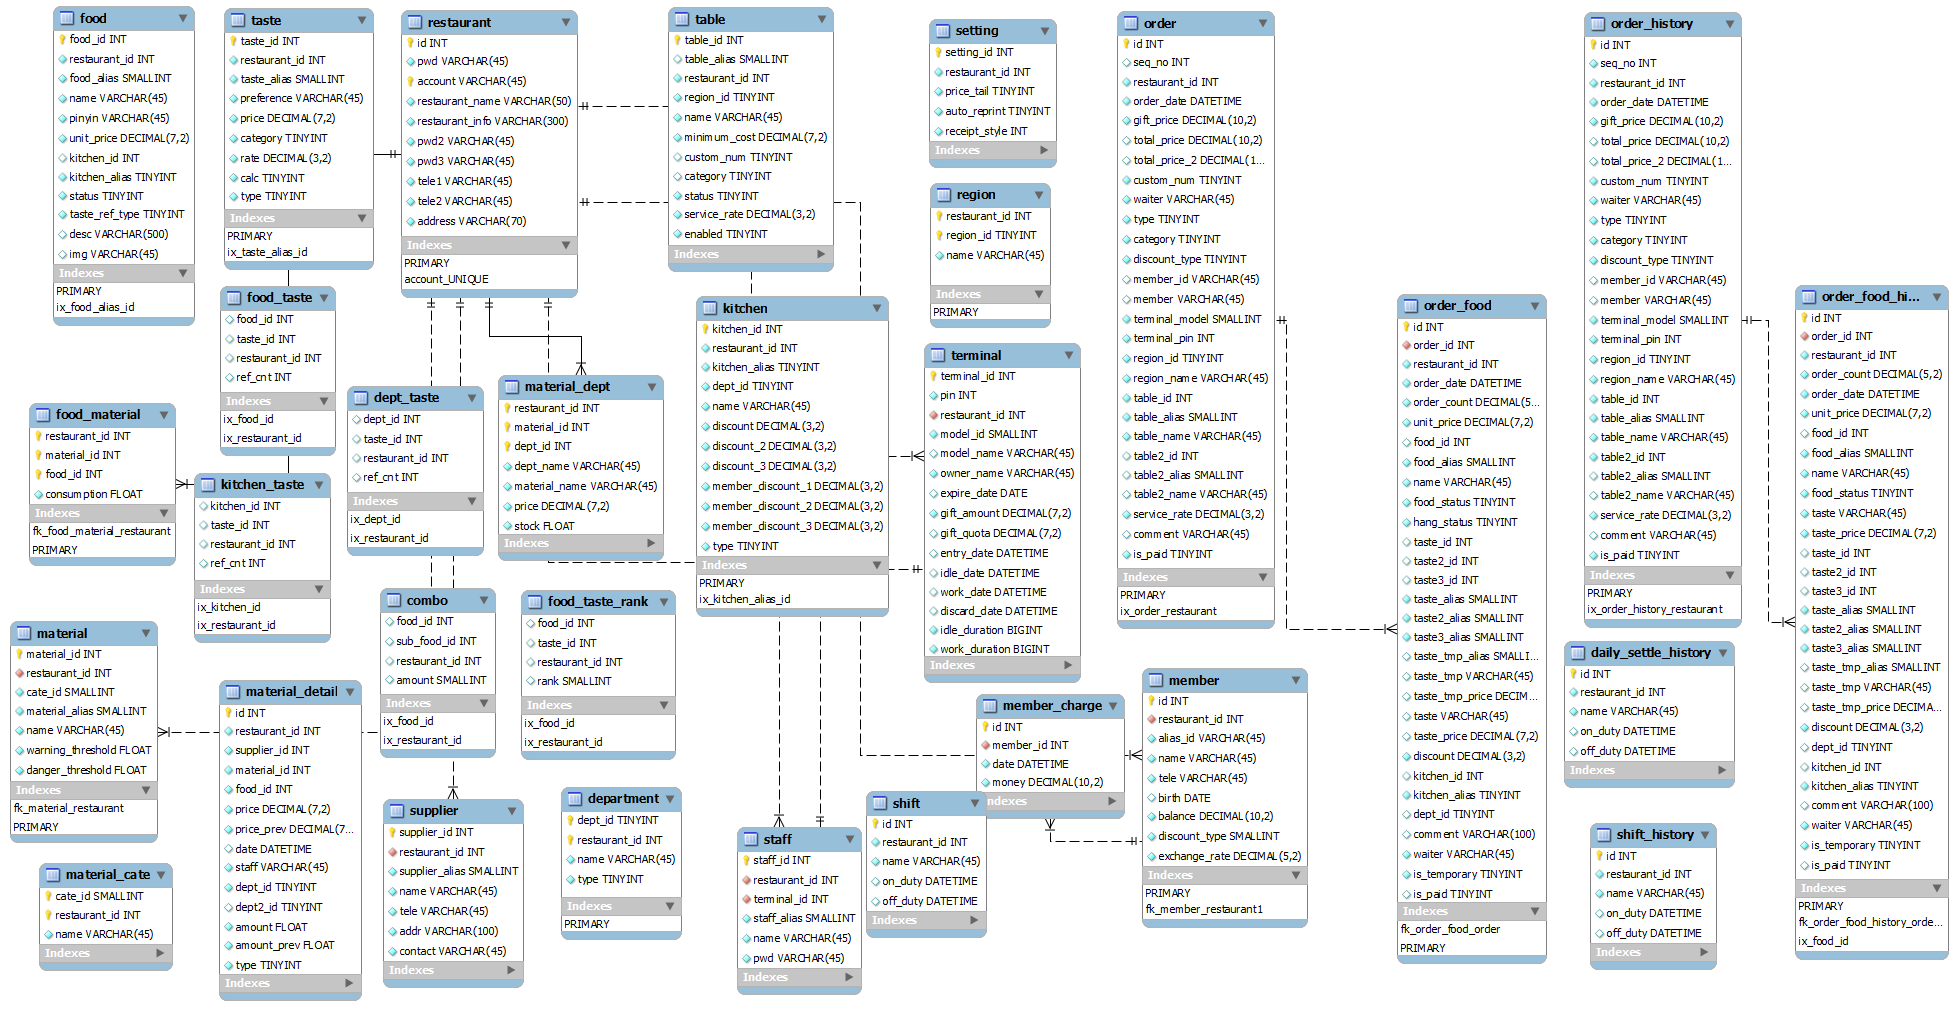 food
food_id INT
restaurant_id INT
food_alias SMALLINT
name VARCHAR(45)
pinyin VARCHAR(45)
unit_price DECIMAL(7,2)
kitchen_id INT
kitchen_alias TINYINT
status TINYINT
taste_ref_type TINYINT
desc VARCHAR(500)
img VARCHAR(45)
Indexes
PRIMARY
ix_food_alias_id
taste
taste_id INT
restaurant_id INT
taste_alias SMALLINT
preference VARCHAR(45)
price DECIMAL(7,2)
category TINYINT
rate DECIMAL(3,2)
calc TINYINT
type TINYINT
Indexes
PRIMARY
ix_taste_alias_id
restaurant
id INT
pwd VARCHAR(45)
account VARCHAR(45)
restaurant_name VARCHAR(50)
restaurant_info VARCHAR(300)
pwd2 VARCHAR(45)
pwd3 VARCHAR(45)
tele1 VARCHAR(45)
tele2 VARCHAR(45)
address VARCHAR(70)
Indexes
PRIMARY
account_UNIQUE
table
table_id INT
table_alias SMALLINT
restaurant_id INT
region_id TINYINT
name VARCHAR(45)
minimum_cost DECIMAL(7,2)
custom_num TINYINT
category TINYINT
status TINYINT
service_rate DECIMAL(3,2)
enabled TINYINT
Indexes
setting
setting_id INT
restaurant_id INT
price_tail TINYINT
auto_reprint TINYINT
receipt_style INT
Indexes
region
restaurant_id INT
region_id TINYINT
name VARCHAR(45)
Indexes
PRIMARY
order
id INT
seq_no INT
restaurant_id INT
order_date DATETIME
gift_price DECIMAL(10,2)
total_price DECIMAL(10,2)
total_price_2 DECIMAL(1...
custom_num TINYINT
waiter VARCHAR(45)
type TINYINT
category TINYINT
discount_type TINYINT
member_id VARCHAR(45)
member VARCHAR(45)
terminal_model SMALLINT
terminal_pin INT
region_id TINYINT
region_name VARCHAR(45)
table_id INT
table_alias SMALLINT
table_name VARCHAR(45)
table2_id INT
table2_alias SMALLINT
table2_name VARCHAR(45)
service_rate DECIMAL(3,2)
comment VARCHAR(45)
is_paid TINYINT
Indexes
PRIMARY
ix_order_restaurant
order_history
id INT
seq_no INT
restaurant_id INT
order_date DATETIME
gift_price DECIMAL(10,2)
total_price DECIMAL(10,2)
total_price_2 DECIMAL(1...
custom_num TINYINT
waiter VARCHAR(45)
type TINYINT
category TINYINT
discount_type TINYINT
member_id VARCHAR(45)
member VARCHAR(45)
terminal_model SMALLINT
terminal_pin INT
region_id TINYINT
region_name VARCHAR(45)
table_id INT
table_alias SMALLINT
table_name VARCHAR(45)
table2_id INT
table2_alias SMALLINT
table2_name VARCHAR(45)
service_rate DECIMAL(3,2)
comment VARCHAR(45)
is_paid TINYINT
Indexes
PRIMARY
ix_order_history_restaurant
order_food
id INT
order_id INT
restaurant_id INT
order_date DATETIME
order_count DECIMAL(5...
unit_price DECIMAL(7,2)
food_id INT
food_alias SMALLINT
name VARCHAR(45)
food_status TINYINT
hang_status TINYINT
taste_id INT
taste2_id INT
taste3_id INT
taste_alias SMALLINT
taste2_alias SMALLINT
taste3_alias SMALLINT
taste_tmp_alias SMALLI...
taste_tmp VARCHAR(45)
taste_tmp_price DECIM...
taste VARCHAR(45)
taste_price DECIMAL(7,2)
discount DECIMAL(3,2)
kitchen_id INT
kitchen_alias TINYINT
dept_id TINYINT
comment VARCHAR(100)
waiter VARCHAR(45)
is_temporary TINYINT
is_paid TINYINT
Indexes
fk_order_food_order
PRIMARY
order_food_hi...
id INT
order_id INT
restaurant_id INT
order_count DECIMAL(5,2)
order_date DATETIME
unit_price DECIMAL(7,2)
food_id INT
food_alias SMALLINT
name VARCHAR(45)
food_status TINYINT
taste VARCHAR(45)
taste_price DECIMAL(7,2)
taste_id INT
taste2_id INT
taste3_id INT
taste_alias SMALLINT
taste2_alias SMALLINT
taste3_alias SMALLINT
taste_tmp_alias SMALLINT
taste_tmp VARCHAR(45)
taste_tmp_price DECIMA...
discount DECIMAL(3,2)
dept_id TINYINT
kitchen_id INT
kitchen_alias TINYINT
comment VARCHAR(100)
waiter VARCHAR(45)
is_temporary TINYINT
is_paid TINYINT
Indexes
PRIMARY
fk_order_food_history_orde...
ix_food_id
food_taste
food_id INT
taste_id INT
restaurant_id INT
ref_cnt INT
Indexes
ix_food_id
ix_restaurant_id
kitchen
kitchen_id INT
restaurant_id INT
kitchen_alias TINYINT
dept_id TINYINT
name VARCHAR(45)
discount DECIMAL(3,2)
discount_2 DECIMAL(3,2)
discount_3 DECIMAL(3,2)
member_discount_1 DECIMAL(3,2)
member_discount_2 DECIMAL(3,2)
member_discount_3 DECIMAL(3,2)
type TINYINT
Indexes
PRIMARY
ix_kitchen_alias_id
terminal
terminal_id INT
pin INT
restaurant_id INT
model_id SMALLINT
model_name VARCHAR(45)
owner_name VARCHAR(45)
expire_date DATE
gift_amount DECIMAL(7,2)
gift_quota DECIMAL(7,2)
entry_date DATETIME
idle_date DATETIME
work_date DATETIME
discard_date DATETIME
idle_duration BIGINT
work_duration BIGINT
Indexes
food_material
restaurant_id INT
material_id INT
food_id INT
consumption FLOAT
Indexes
fk_food_material_restaurant
PRIMARY
dept_taste
dept_id INT
taste_id INT
restaurant_id INT
ref_cnt INT
Indexes
ix_dept_id
ix_restaurant_id
material_dept
restaurant_id INT
material_id INT
dept_id INT
dept_name VARCHAR(45)
material_name VARCHAR(45)
price DECIMAL(7,2)
stock FLOAT
Indexes
kitchen_taste
kitchen_id INT
taste_id INT
restaurant_id INT
ref_cnt INT
Indexes
ix_kitchen_id
ix_restaurant_id
combo
food_id INT
sub_food_id INT
restaurant_id INT
amount SMALLINT
Indexes
ix_food_id
ix_restaurant_id
food_taste_rank
food_id INT
taste_id INT
restaurant_id INT
rank SMALLINT
Indexes
ix_food_id
ix_restaurant_id
material
material_id INT
restaurant_id INT
cate_id SMALLINT
material_alias SMALLINT
name VARCHAR(45)
warning_threshold FLOAT
danger_threshold FLOAT
Indexes
fk_material_restaurant
PRIMARY
material_detail
id INT
restaurant_id INT
supplier_id INT
material_id INT
food_id INT
price DECIMAL(7,2)
price_prev DECIMAL(7...
date DATETIME
staff VARCHAR(45)
dept_id TINYINT
dept2_id TINYINT
amount FLOAT
amount_prev FLOAT
type TINYINT
Indexes
material_cate
cate_id SMALLINT
restaurant_id INT
name VARCHAR(45)
Indexes
supplier
supplier_id INT
restaurant_id INT
supplier_alias SMALLINT
name VARCHAR(45)
tele VARCHAR(45)
addr VARCHAR(100)
contact VARCHAR(45)
Indexes
department
dept_id TINYINT
restaurant_id INT
name VARCHAR(45)
type TINYINT
Indexes
PRIMARY
staff
staff_id INT
restaurant_id INT
terminal_id INT
staff_alias SMALLINT
name VARCHAR(45)
pwd VARCHAR(45)
Indexes
shift
id INT
restaurant_id INT
name VARCHAR(45)
on_duty DATETIME
off_duty DATETIME
Indexes
member_charge
id INT
member_id INT
date DATETIME
money DECIMAL(10,2)
ndexes
member
id INT
restaurant_id INT
alias_id VARCHAR(45)
name VARCHAR(45)
tele VARCHAR(45)
birth DATE
balance DECIMAL(10,2)
discount_type SMALLINT
exchange_rate DECIMAL(5,2)
Indexes
PRIMARY
fk_member_restaurant1
daily_settle_history
id INT
restaurant_id INT
name VARCHAR(45)
on_duty DATETIME
off_duty DATETIME
Indexes
shift_history
id INT
restaurant_id INT
name VARCHAR(45)
on_duty DATETIME
off_duty DATETIME
Indexes